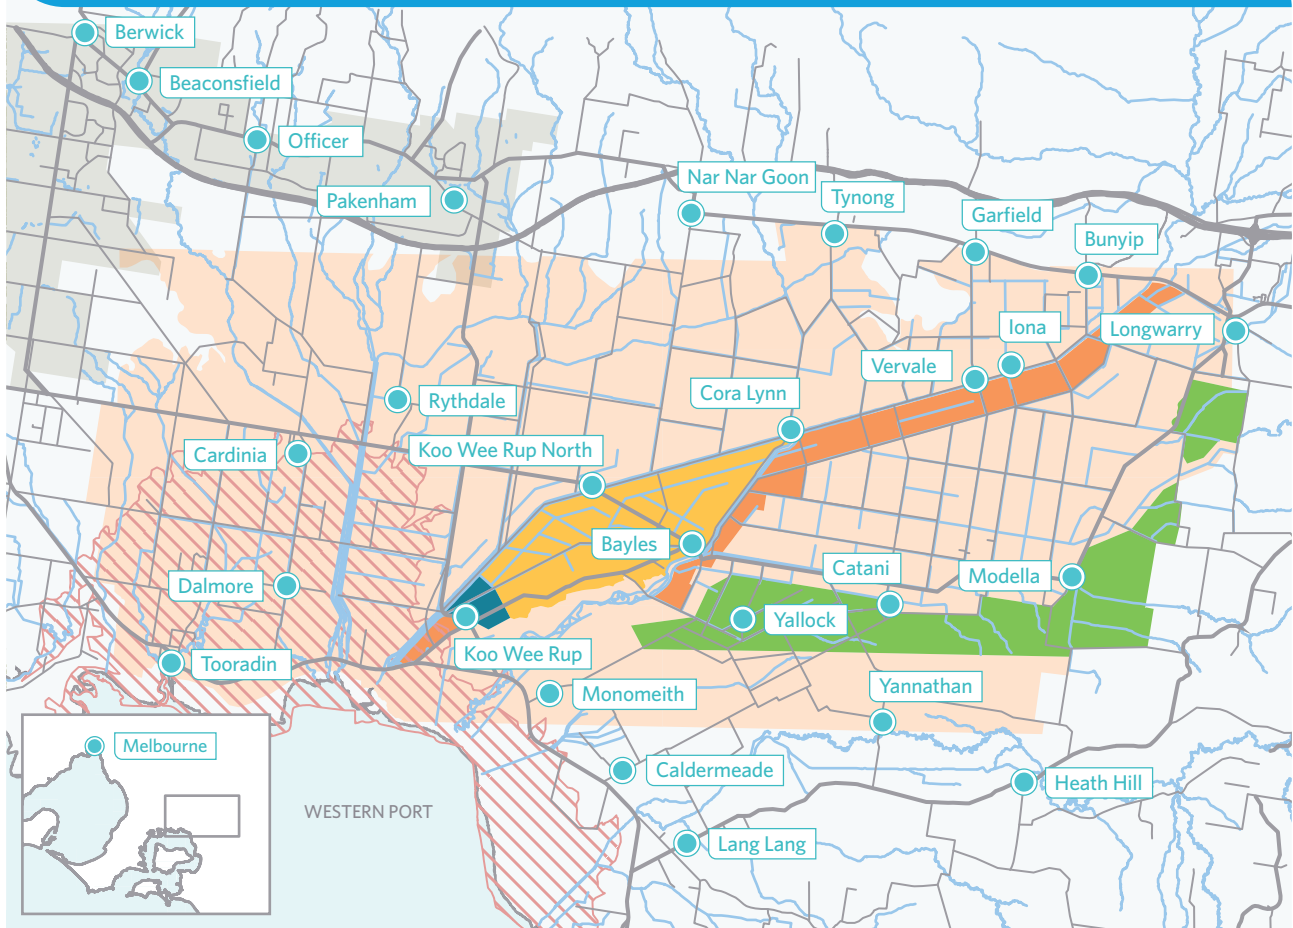 Berwick
Beaconsfield
Officer
Pakenham
Nar Nar Goon
Tynong
Garfield
Bunyip
Iona
Longwarry
Vervale
Cora Lynn
Rythdale
Koo Wee Rup North
Cardinia
Bayles
Catani
Modella
Dalmore
Yallock
Koo Wee Rup
Tooradin
Yannathan
Monomeith
Melbourne
Caldermeade
Heath Hill
WESTERN PORT
Lang Lang